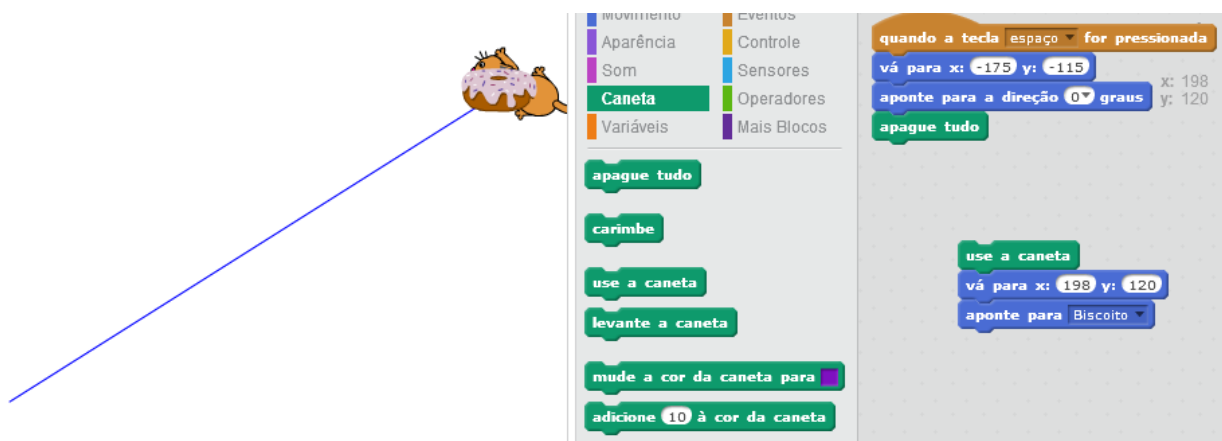 Movimento
Eventos
Aparência
Controle
Som
Sensores
Caneta
Operadores
Variáveis
Mais Blocos
apague tudo
carimbe
use a caneta
levante a caneta
mude a cor da caneta para
adicione 10 à cor da caneta
quando a tecla espaço for pressionada
vá para x: -175 y: -115
aponte para a direção 0 graus
apague tudo
x: 198
y: 120
use a caneta
vá para x: 198 y: 120
aponte para Biscoito